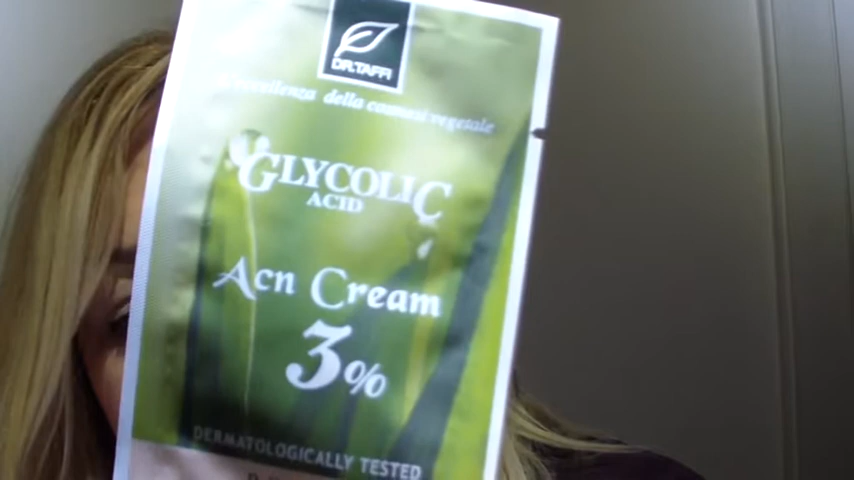 DR.TAFFI
della cosmesi vegetale
GLYCOLIC
ACID
Acn Cream
3%
DERMATOLOGICALLY TESTED